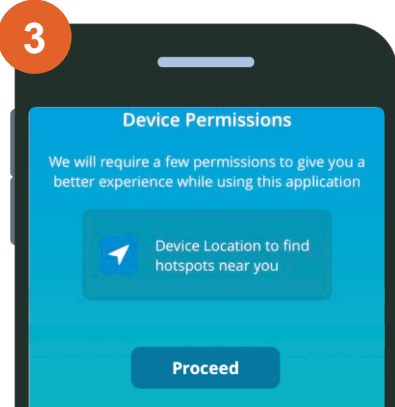 3
Device Permissions
We will require a few permissions to give you a
better experience while using this application
Device Location to find
hotspots near you
Proceed